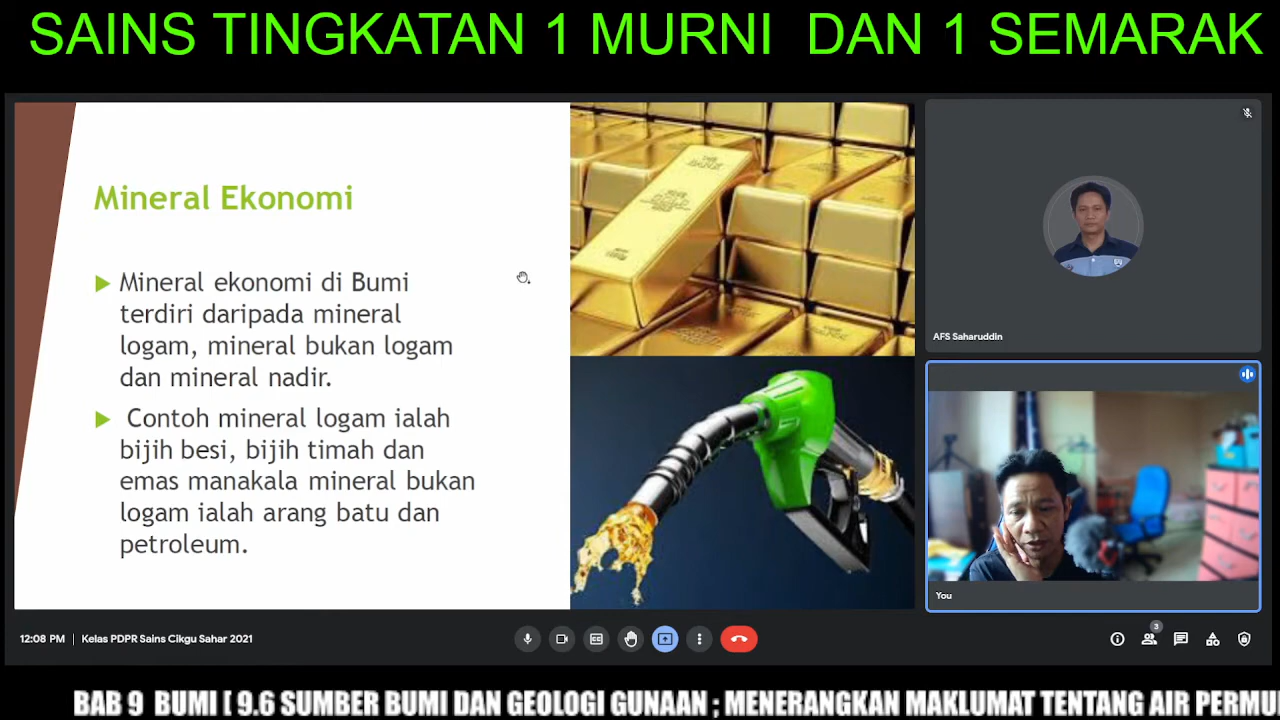 SAINS TINGKATAN 1 MURNI DAN 1 SEMARAK
Mineral Ekonomi
Mineral ekonomi di Bumi
terdiri daripada mineral
logam, mineral bukan logam
dan mineral nadir.
Contoh mineral logam ialah
bijih besi, bijih timah dan
emas manakala mineral bukan
logam ialah arang batu dan
petroleum.
AFS Saharuddin
You
12:08 PM | Kelas PDPR Sains Cikgu Sahar 2021
3
BAB 9 BUMI [ 9.6 SUMBER BUMI DAN GEOLOGI GUNAAN ; MENERANGKAN MAKLUMAT TENTANG AIR PERMU